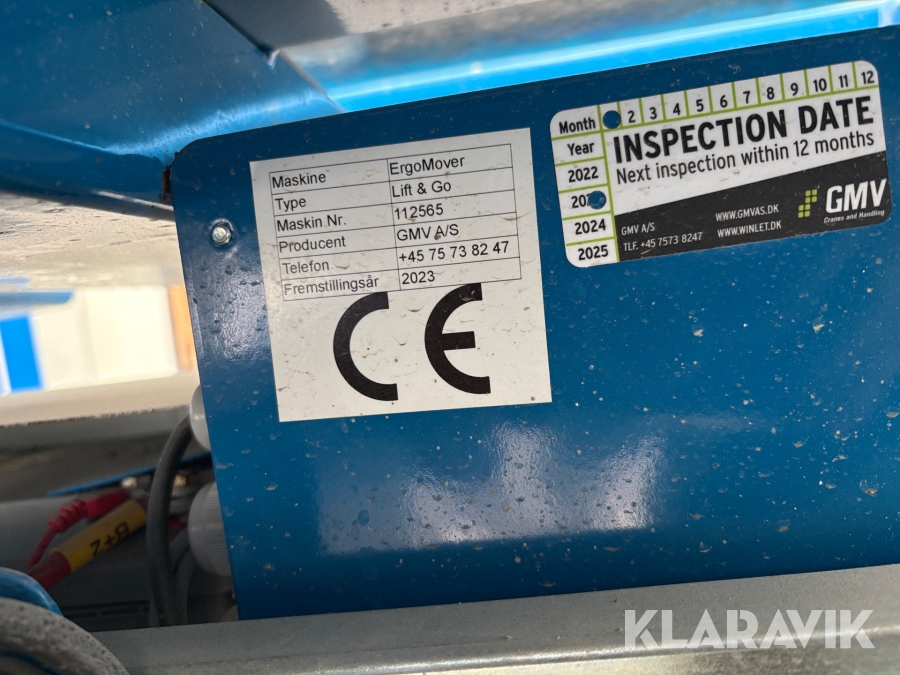 Maskine ErgoMover
Type Lift & Go
Maskin Nr. 112565
Producent GMV A/S
Telefon +45 75 73 82 47
Fremstillingsår 2023
CE
Month 2 3 4 5 6 7 8 9 10 11 12
Year
2022
2024
2025
INSPECTION DATE
Next inspection within 12 months
GMV A/S
TLF. +45 7573 8247
WWW.GMVAS.DK
WWW.WINLET.DK
GMV
Cranes and Handling
B+2
KLARAVIK